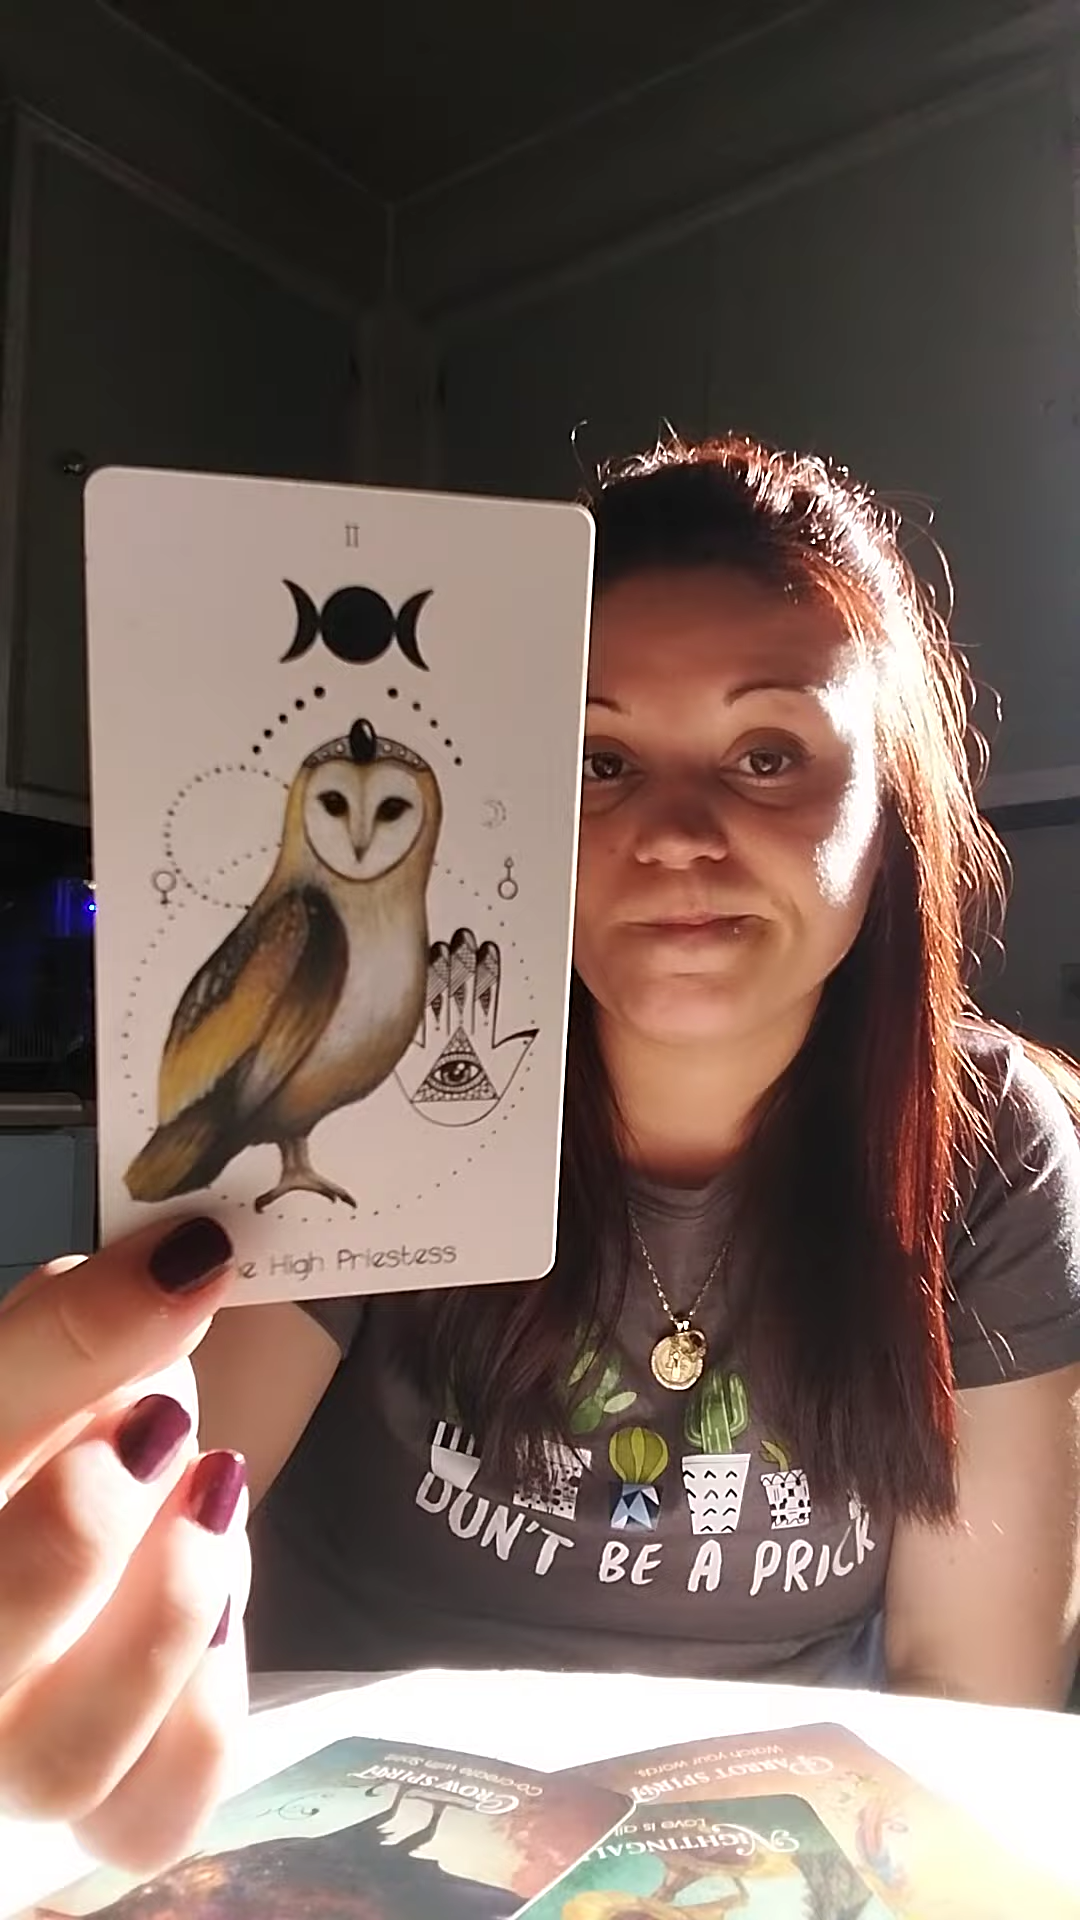 II
e High Priestess
DON'T BE A PRICK
CROW SPIRIT
Co-create with Spirit
PARROT SPIRIT
Watch your words
NIGHTINGAL
Love is all